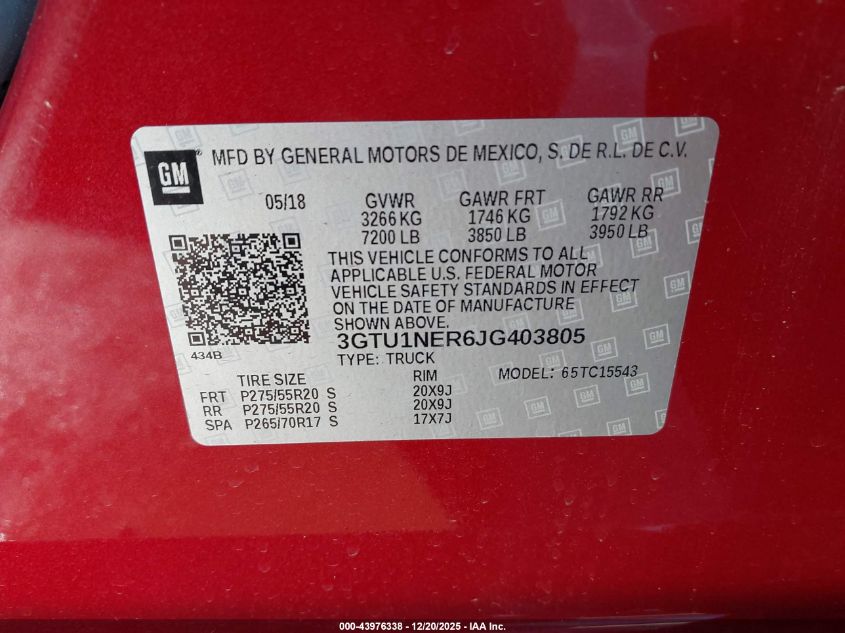 GM MFD BY GENERAL MOTORS DE MEXICO, S. DE R.L. DE C.V.
05/18 GVWR GAWR FRT GAWR RR
3266 KG 1746 KG 1792 KG
7200 LB 3850 LB 3950 LB
THIS VEHICLE CONFORMS TO ALL
APPLICABLE U.S. FEDERAL MOTOR
VEHICLE SAFETY STANDARDS IN EFFECT
ON THE DATE OF MANUFACTURE
SHOWN ABOVE.
434B 3GTU1NER6JG403805
TYPE: TRUCK
TIRE SIZE RIM MODEL: 65TC15543
FRT P275/55R20 S 20X9J
RR P275/55R20 S 20X9J
SPA P265/70R17 S 17X7J
000-43976338 - 12/20/2025 - IAA Inc.